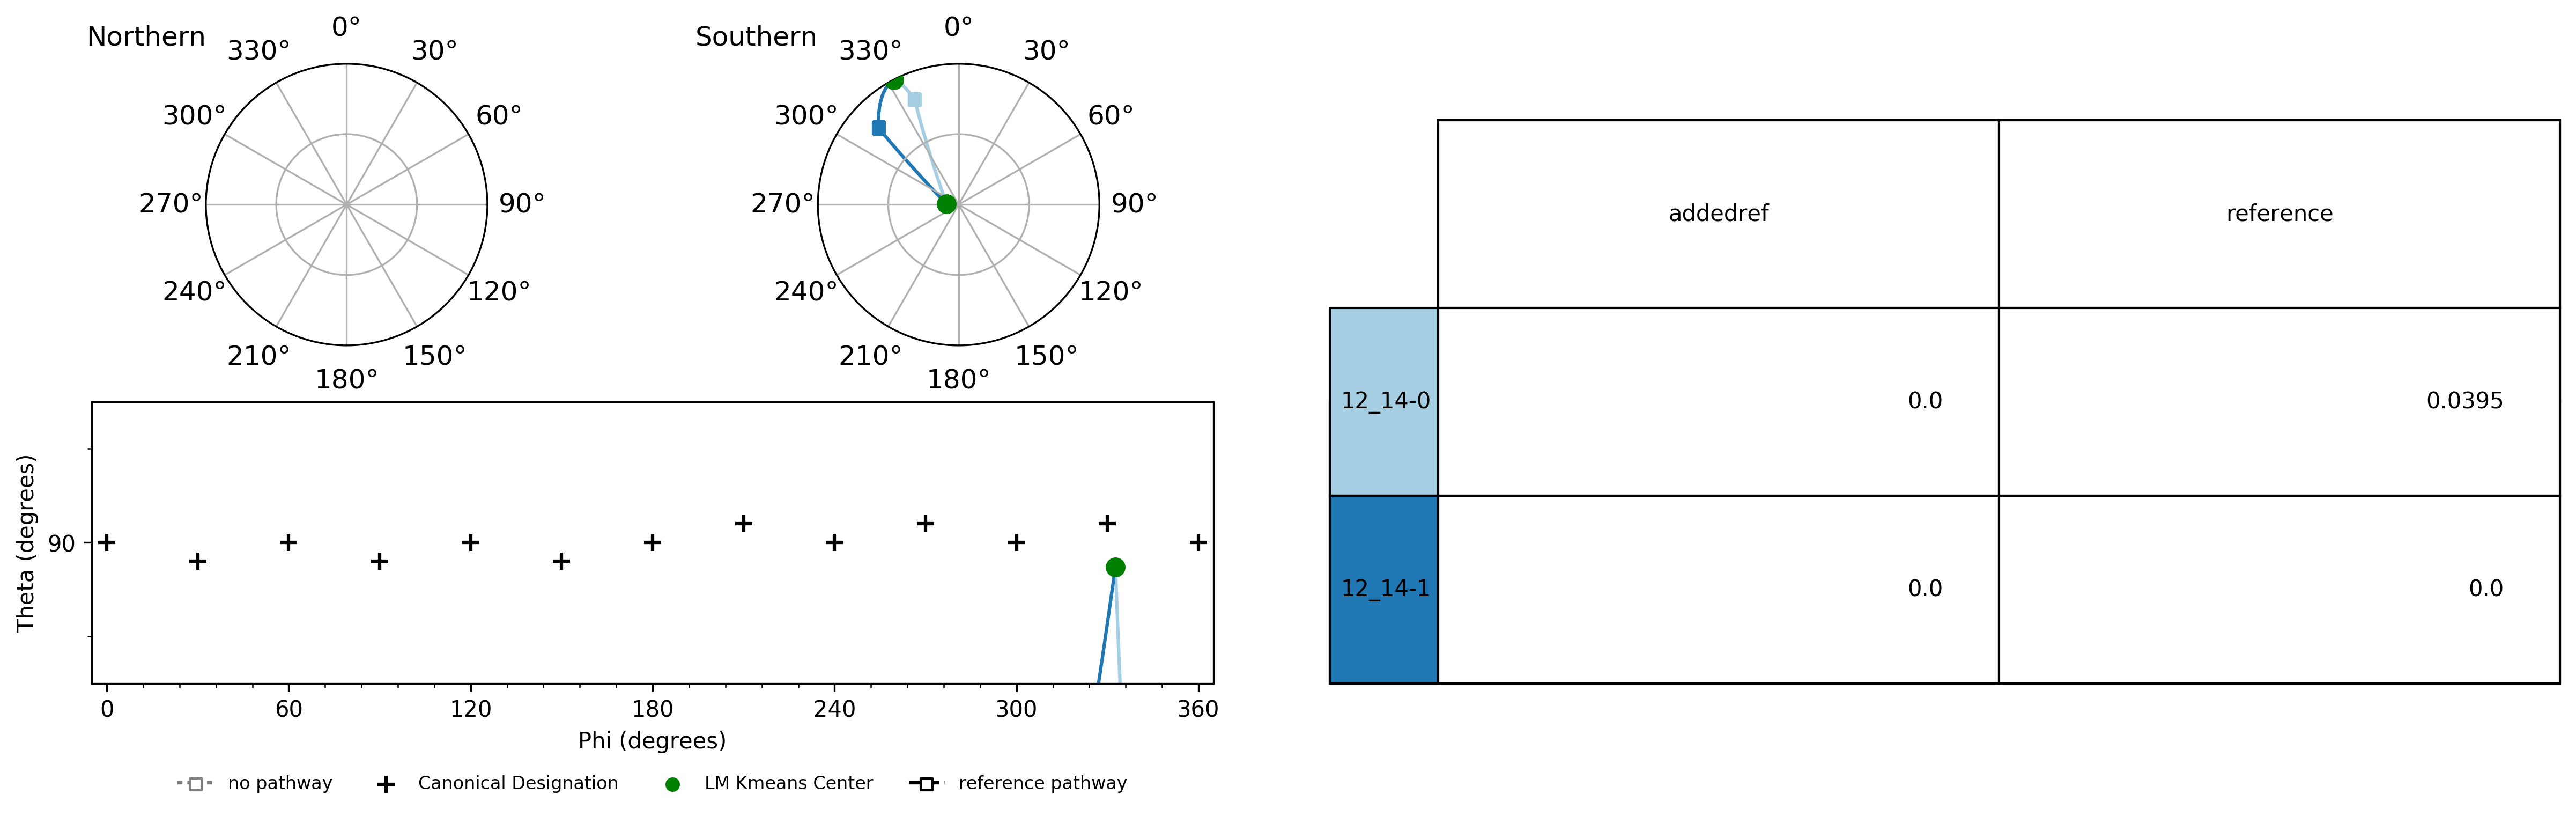 Northern
0°
30°
60°
90°
120°
150°
180°
210°
240°
270°
300°
330°
Southern
0°
30°
60°
90°
120°
150°
180°
210°
240°
270°
300°
330°
Theta (degrees)
90
0 60 120 180 240 300 360
Phi (degrees)
no pathway
Canonical Designation
LM Kmeans Center
reference pathway
addedref reference
12_14-0 0.0 0.0395
12_14-1 0.0 0.0